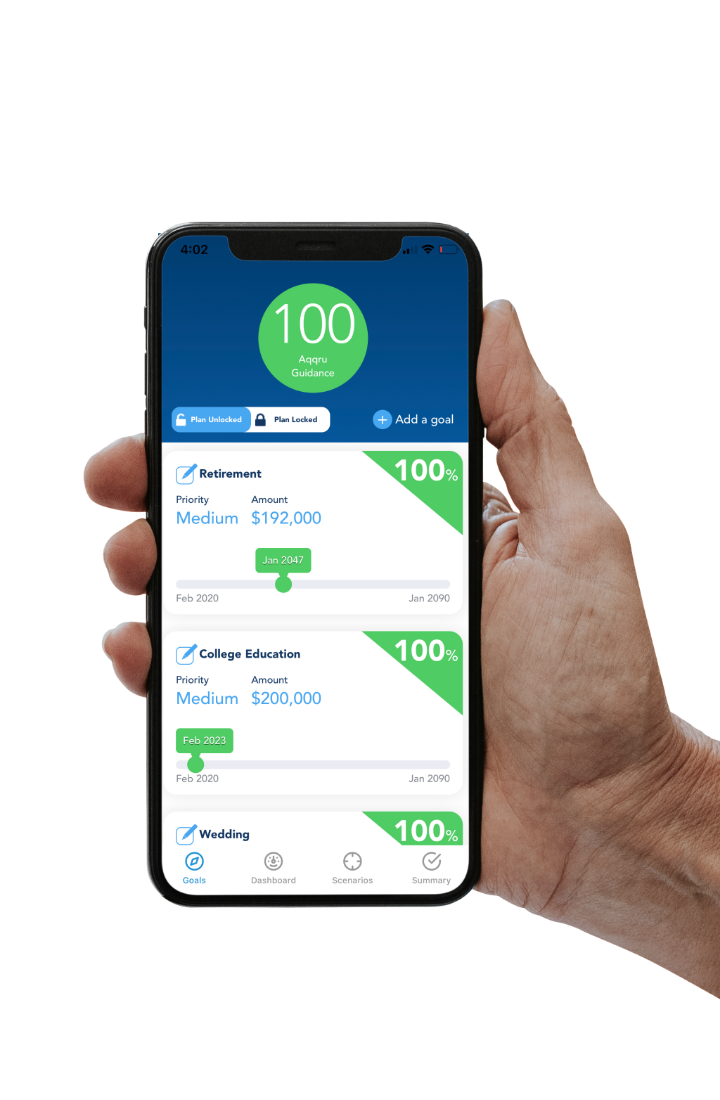 4:02
100
Aqqru
Guidance
Plan Unlocked Plan Locked Add a goal
Retirement 100%
Priority Amount
Medium $192,000
Jan 2047
Feb 2020 Jan 2090
College Education 100%
Priority Amount
Medium $200,000
Feb 2023
Feb 2020 Jan 2090
Wedding 100%
Goals Dashboard Scenarios Summary